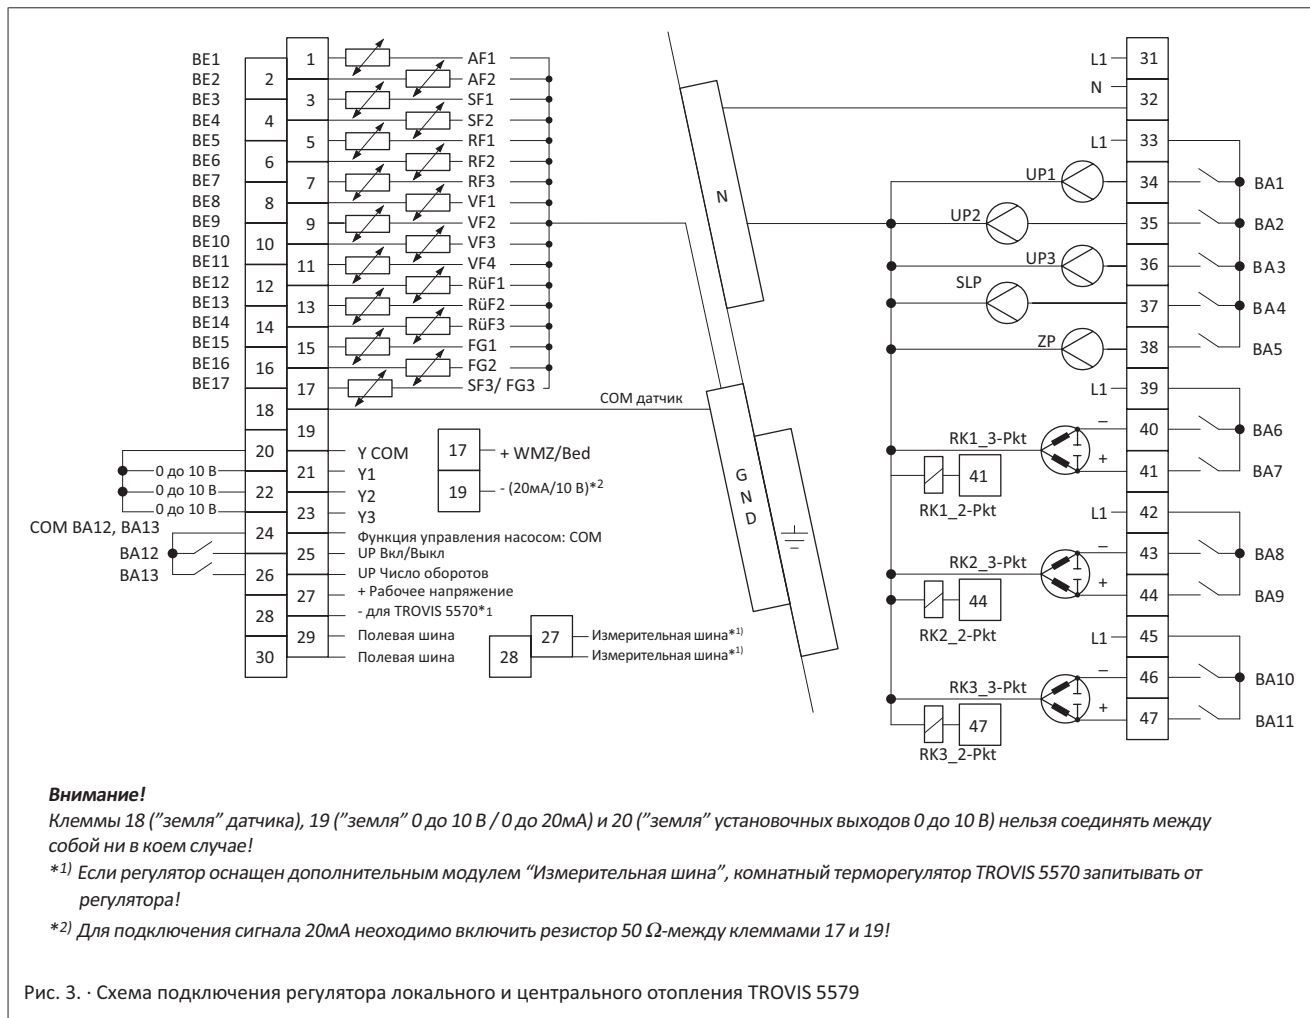 BE1 1 AF1
BE2 2 AF2
BE3 3 SF1
BE4 4 SF2
BE5 5 RF1
BE6 6 RF2
BE7 7 RF3
BE8 8 VF1
BE9 9 VF2
BE10 10 VF3
BE11 11 VF4
BE12 12 RüF1
BE13 13 RüF2
BE14 14 RüF3
BE15 15 FG1
BE16 16 FG2
BE17 17 SF3/ FG3
18 COM датчик
19
20 Y COM
0 до 10 В 21 Y1
0 до 10 В 22 Y2
0 до 10 В 23 Y3
COM BA12, BA13 24 Функция управления насосом: COM
BA12 25 UP Вкл/Выкл
BA13 26 UP Число оборотов
27 + Рабочее напряжение
28 - для TROVIS 5570*1
29 Полевая шина
30 Полевая шина
17 + WMZ/Bed
19 - (20мА/10 В)*2
27 Измерительная шина*1)
28 Измерительная шина*1)
N
GND
L1 31
N 32
L1 33
UP1 34 BA1
UP2 35 BA2
UP3 36 BA3
SLP 37 BA4
ZP 38 BA5
L1 39
RK1_3-Pkt – 40 BA6
+ 41 BA7
41
RK1_2-Pkt
L1 42
RK2_3-Pkt – 43 BA8
+ 44 BA9
44
RK2_2-Pkt
L1 45
RK3_3-Pkt – 46 BA10
+ 47 BA11
47
RK3_2-Pkt
Внимание!
Клеммы 18 (”земля” датчика), 19 (”земля” 0 до 10 В / 0 до 20мА) и 20 (”земля” установочных выходов 0 до 10 В) нельзя соединять между
собой ни в коем случае!
*1) Если регулятор оснащен дополнительным модулем “Измерительная шина”, комнатный терморегулятор TROVIS 5570 запитывать от
регулятора!
*2) Для подключения сигнала 20мА неоходимо включить резистор 50 Ω-между клеммами 17 и 19!
Рис. 3. · Схема подключения регулятора локального и центрального отопления TROVIS 5579